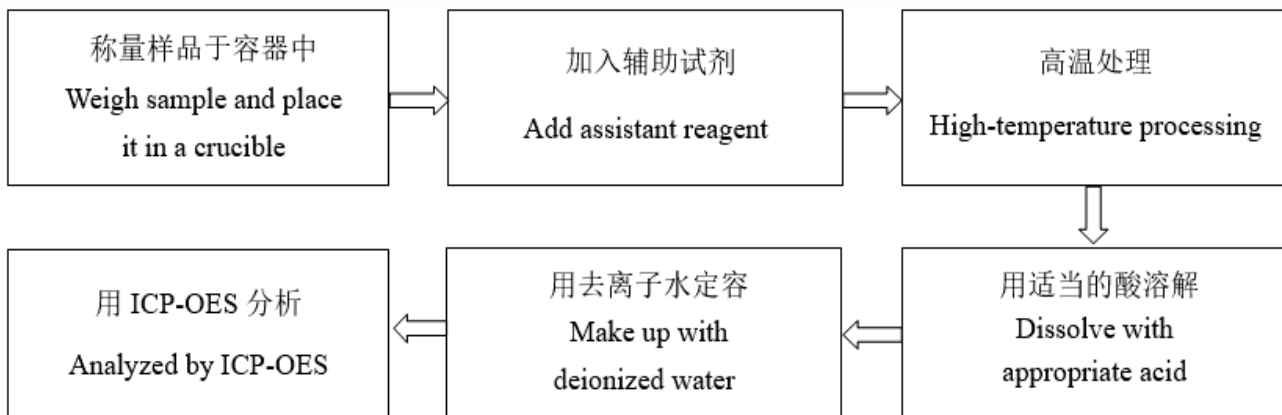 称量样品于容器中
Weigh sample and place
it in a crucible
加入辅助试剂
Add assistant reagent
高温处理
High-temperature processing
用适当的酸溶解
Dissolve with
appropriate acid
用去离子水定容
Make up with
deionized water
用 ICP-OES 分析
Analyzed by ICP-OES